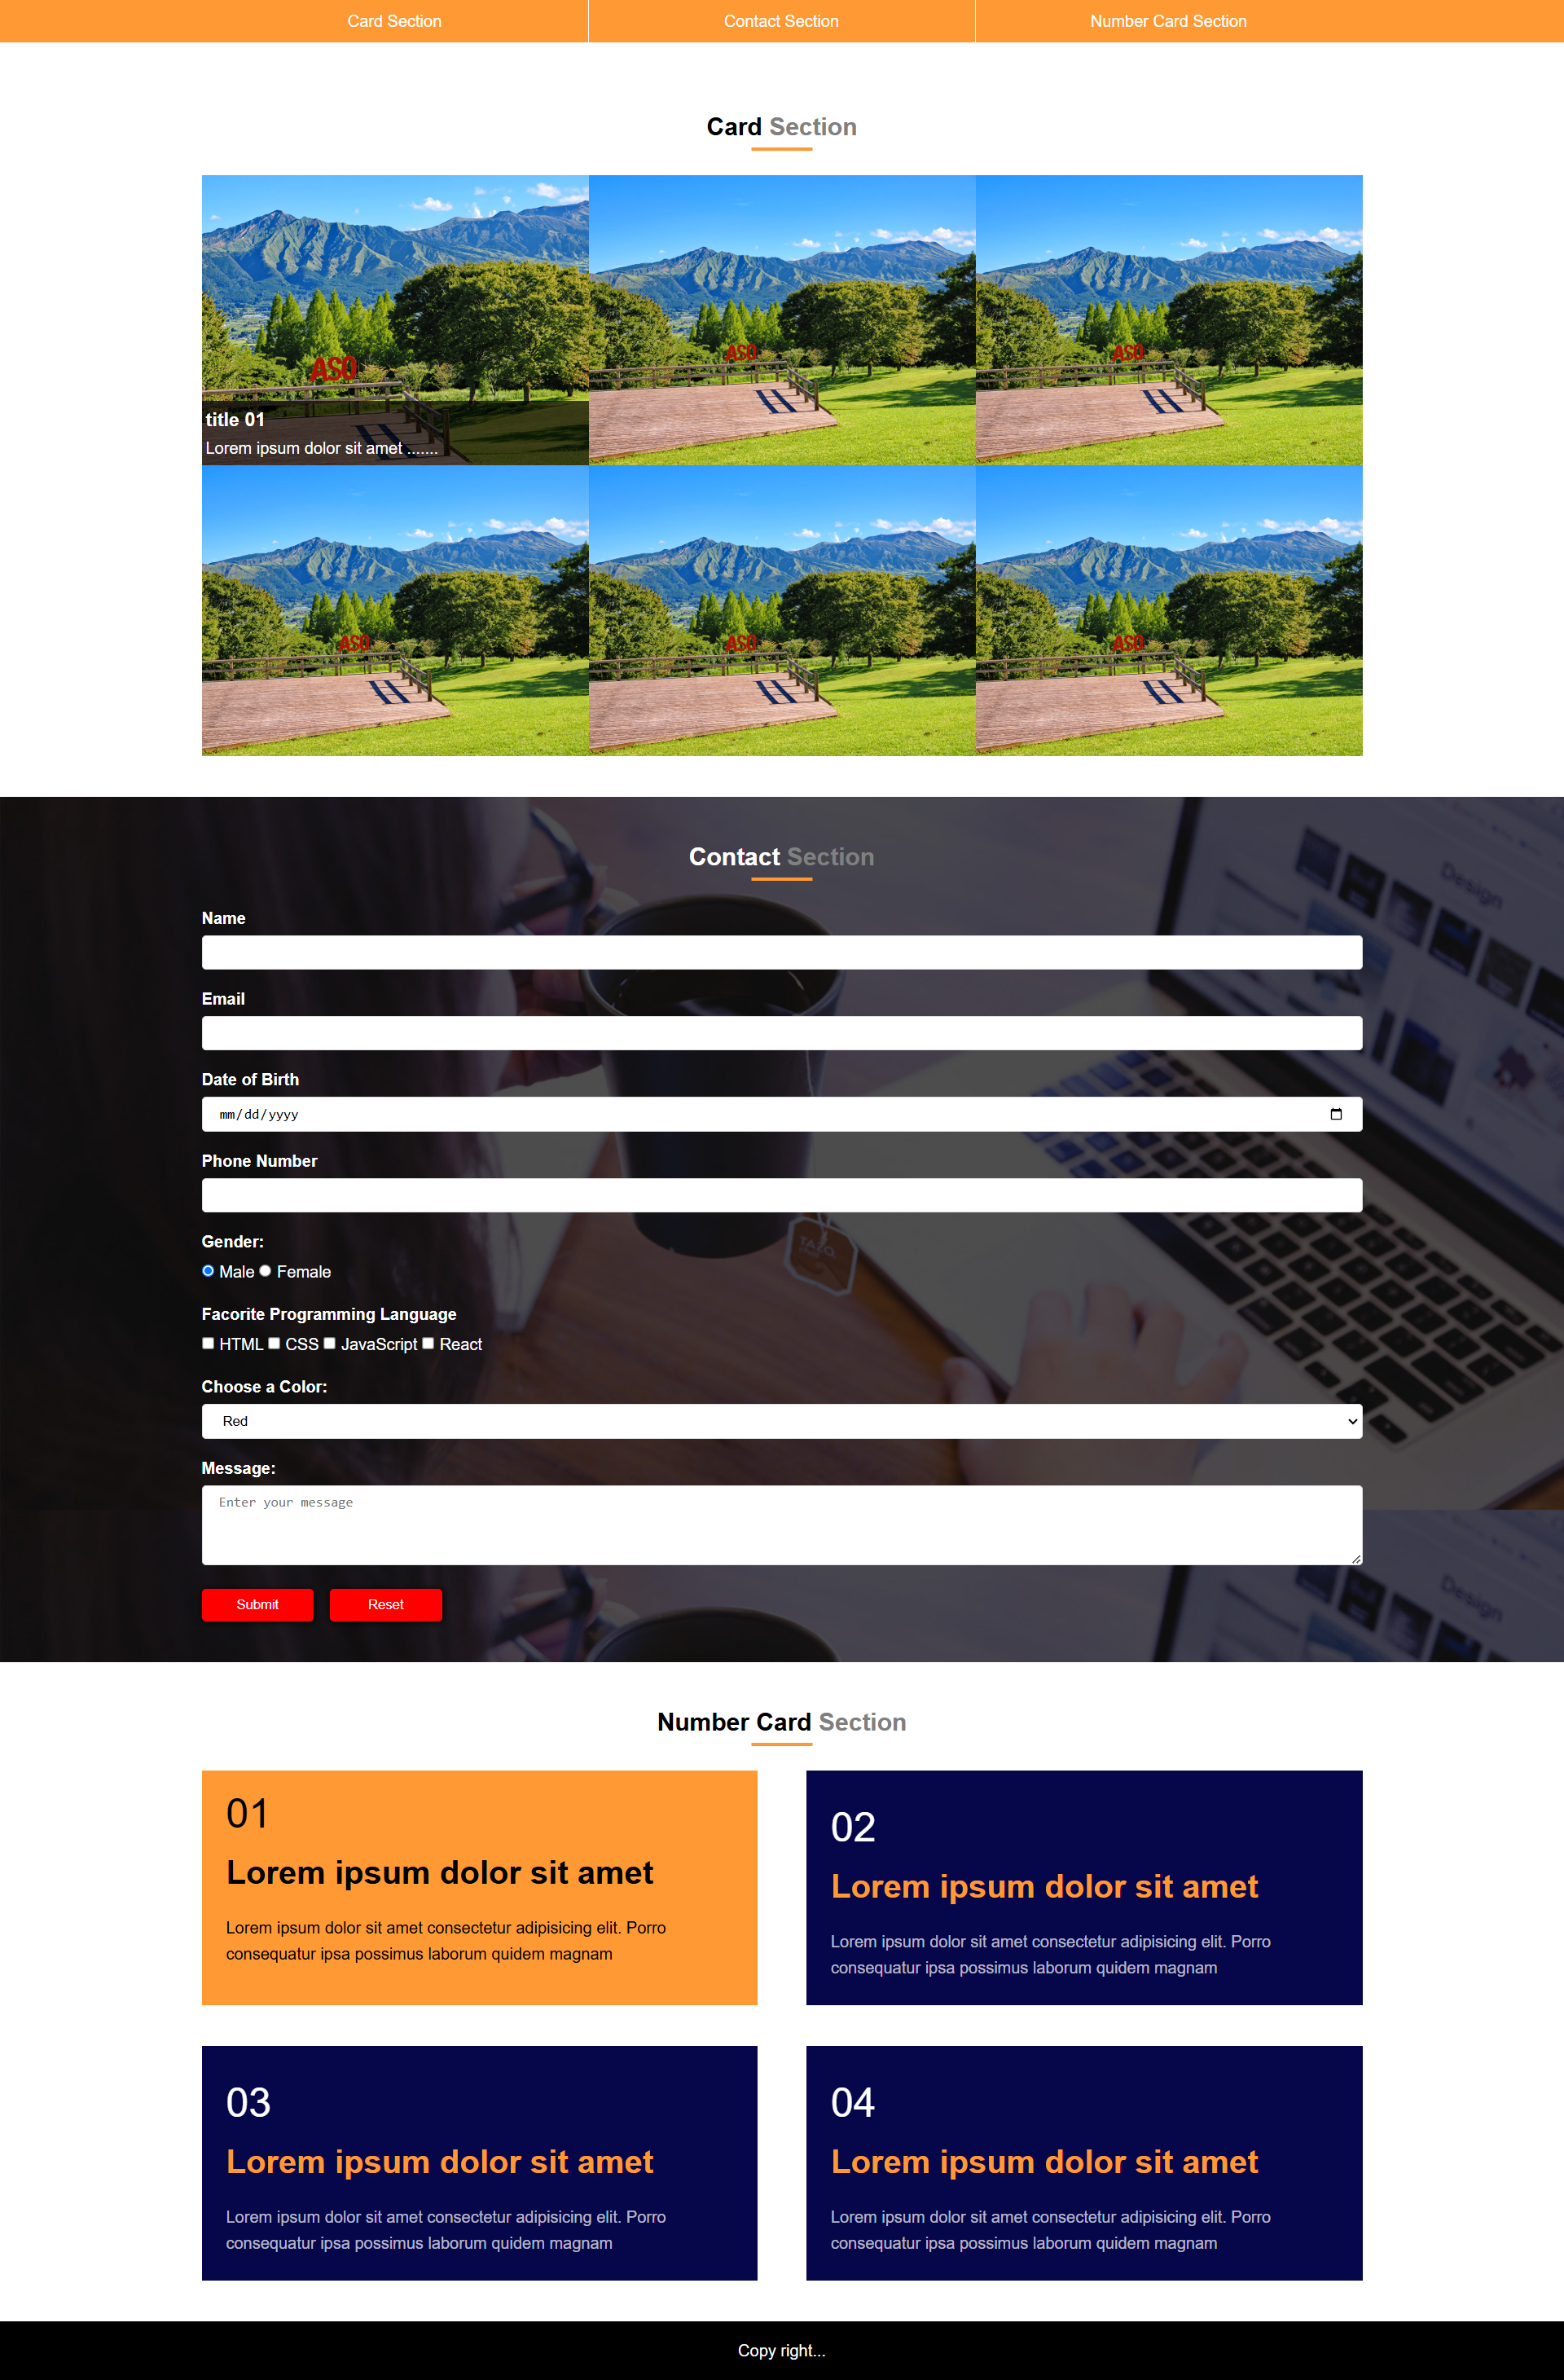 Card Section
Contact Section
Number Card Section
Card Section
ASO
ASO
ASO
title 01
Lorem ipsum dolor sit amet .......
ASO
ASO
ASO
Contact Section
Design
Name
Email
Date of Birth
mm/dd/yyyy
Phone Number
TAZO
Gender:
Male Female
Facorite Programming Language
HTML CSS JavaScript React
Choose a Color:
Red
Message:
Enter your message
Design
Submit Reset
Number Card Section
01
Lorem ipsum dolor sit amet
Lorem ipsum dolor sit amet consectetur adipisicing elit. Porro
consequatur ipsa possimus laborum quidem magnam
02
Lorem ipsum dolor sit amet
Lorem ipsum dolor sit amet consectetur adipisicing elit. Porro
consequatur ipsa possimus laborum quidem magnam
03
Lorem ipsum dolor sit amet
Lorem ipsum dolor sit amet consectetur adipisicing elit. Porro
consequatur ipsa possimus laborum quidem magnam
04
Lorem ipsum dolor sit amet
Lorem ipsum dolor sit amet consectetur adipisicing elit. Porro
consequatur ipsa possimus laborum quidem magnam
Copy right...